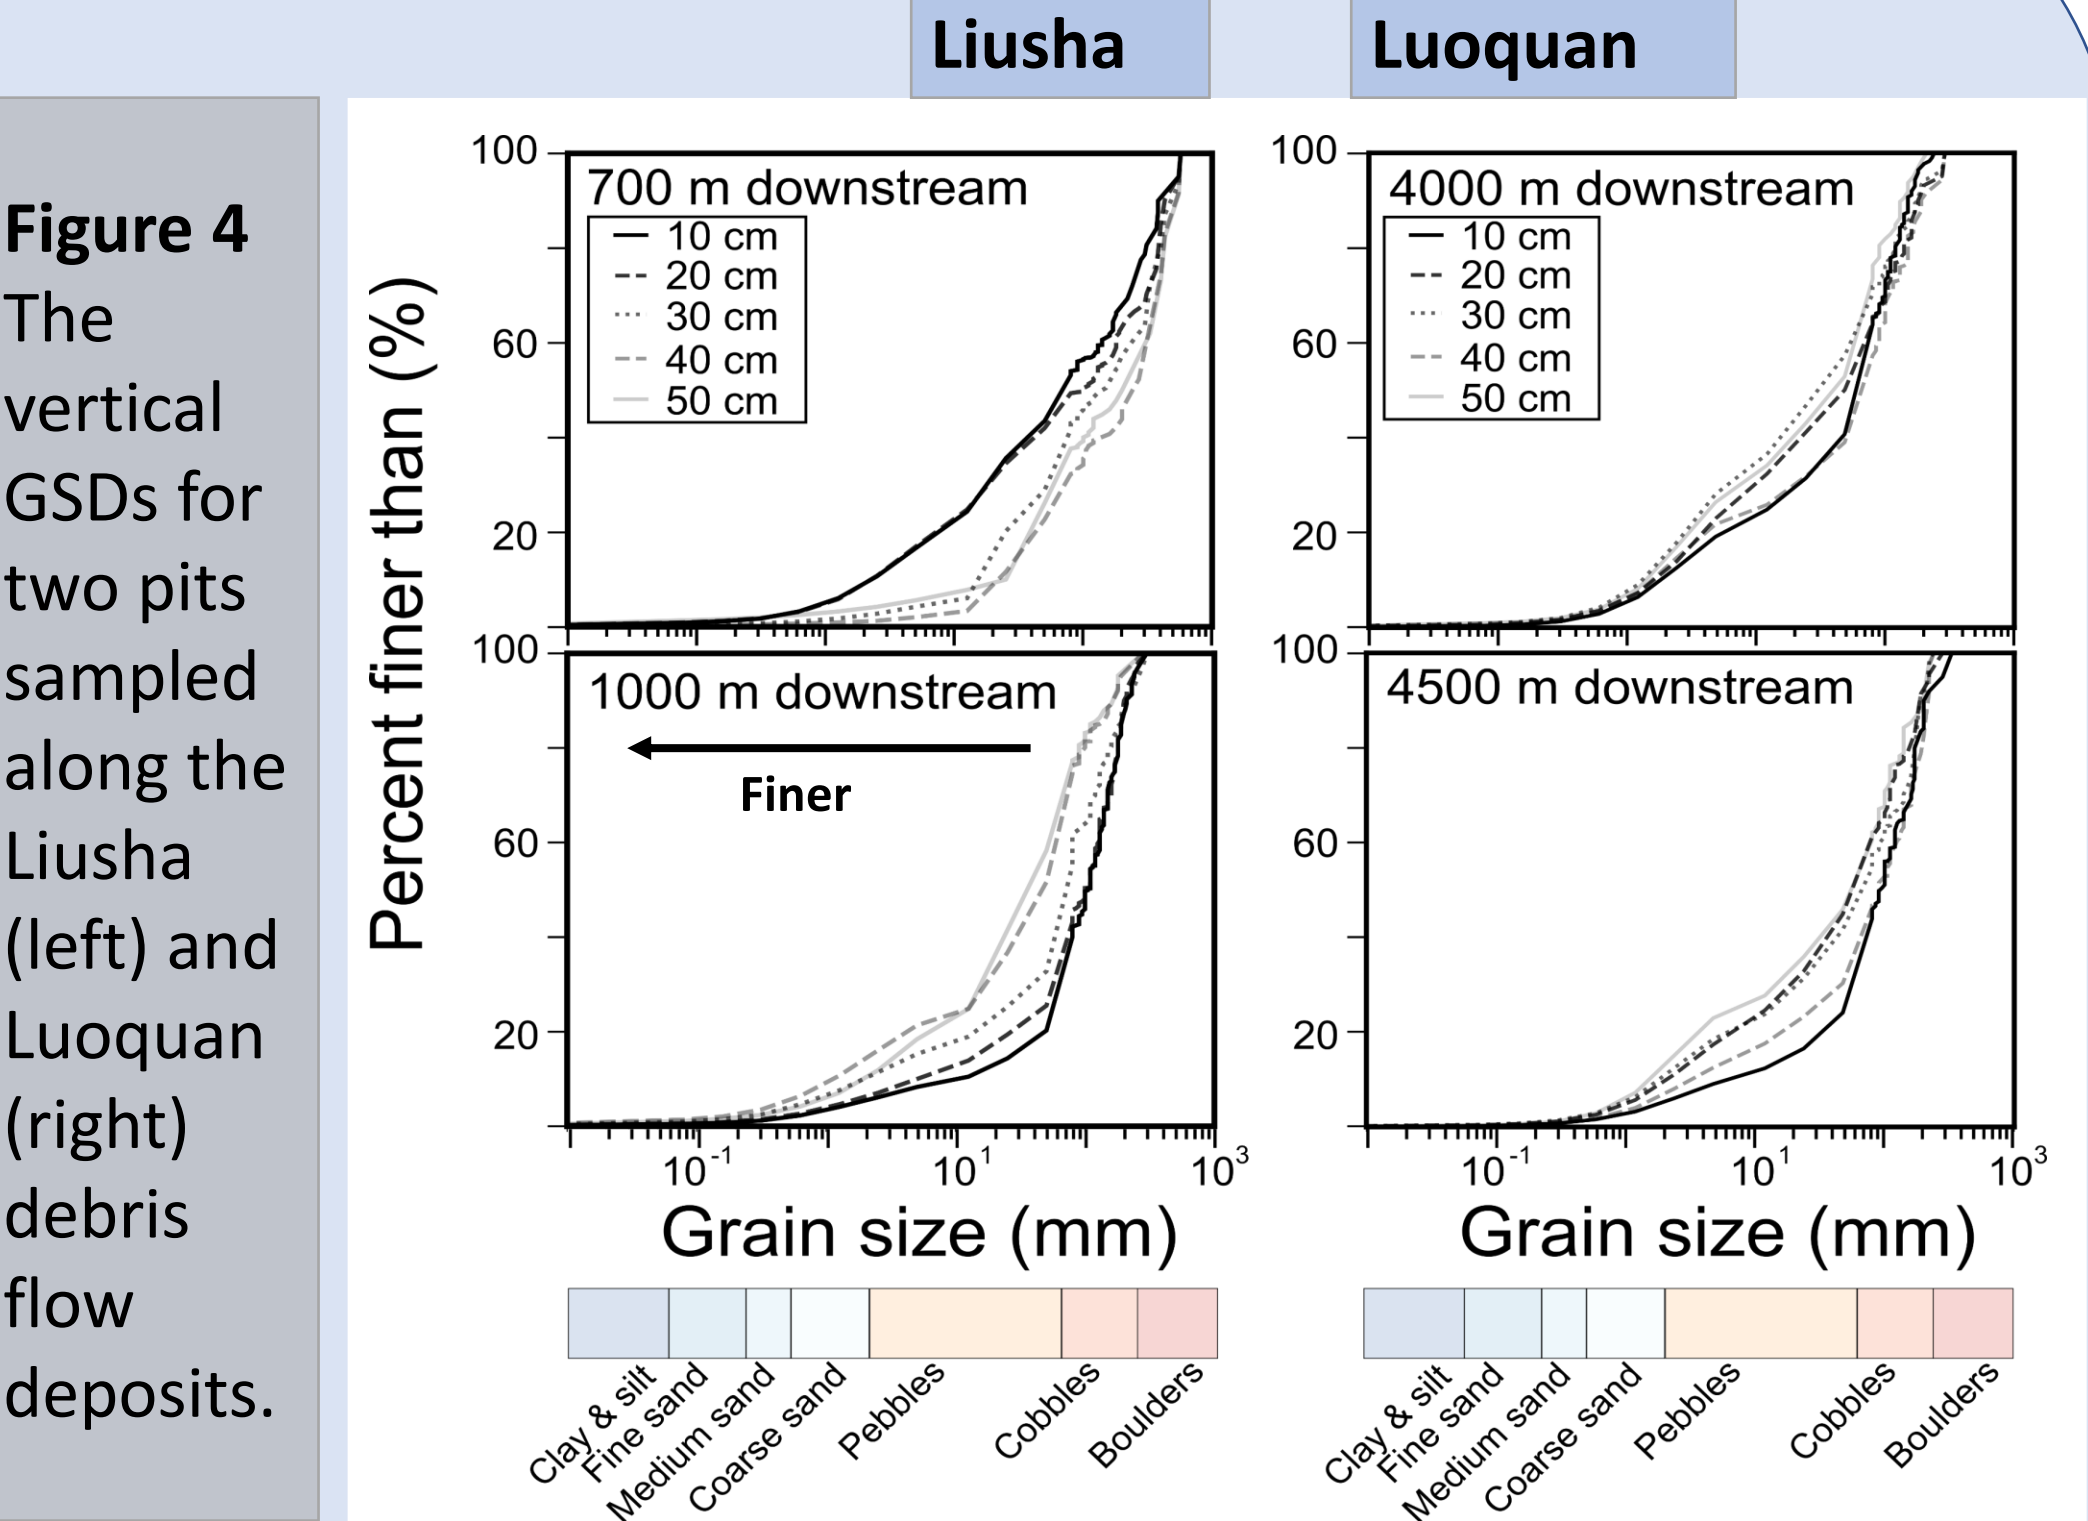 Liusha
Luoquan
Figure 4
The
vertical
GSDs for
two pits
sampled
along the
Liusha
(left) and
Luoquan
(right)
debris
flow
deposits.
Percent finer than (%)
100
60
20
700 m downstream
10 cm
20 cm
30 cm
40 cm
50 cm
100
60
20
4000 m downstream
10 cm
20 cm
30 cm
40 cm
50 cm
100
60
20
1000 m downstream
Finer
10⁻¹ 10¹ 10³
Grain size (mm)
100
60
20
4500 m downstream
10⁻¹ 10¹ 10³
Grain size (mm)
Clay & silt
Fine sand
Medium sand
Coarse sand
Pebbles
Cobbles
Boulders
Clay & silt
Fine sand
Medium sand
Coarse sand
Pebbles
Cobbles
Boulders